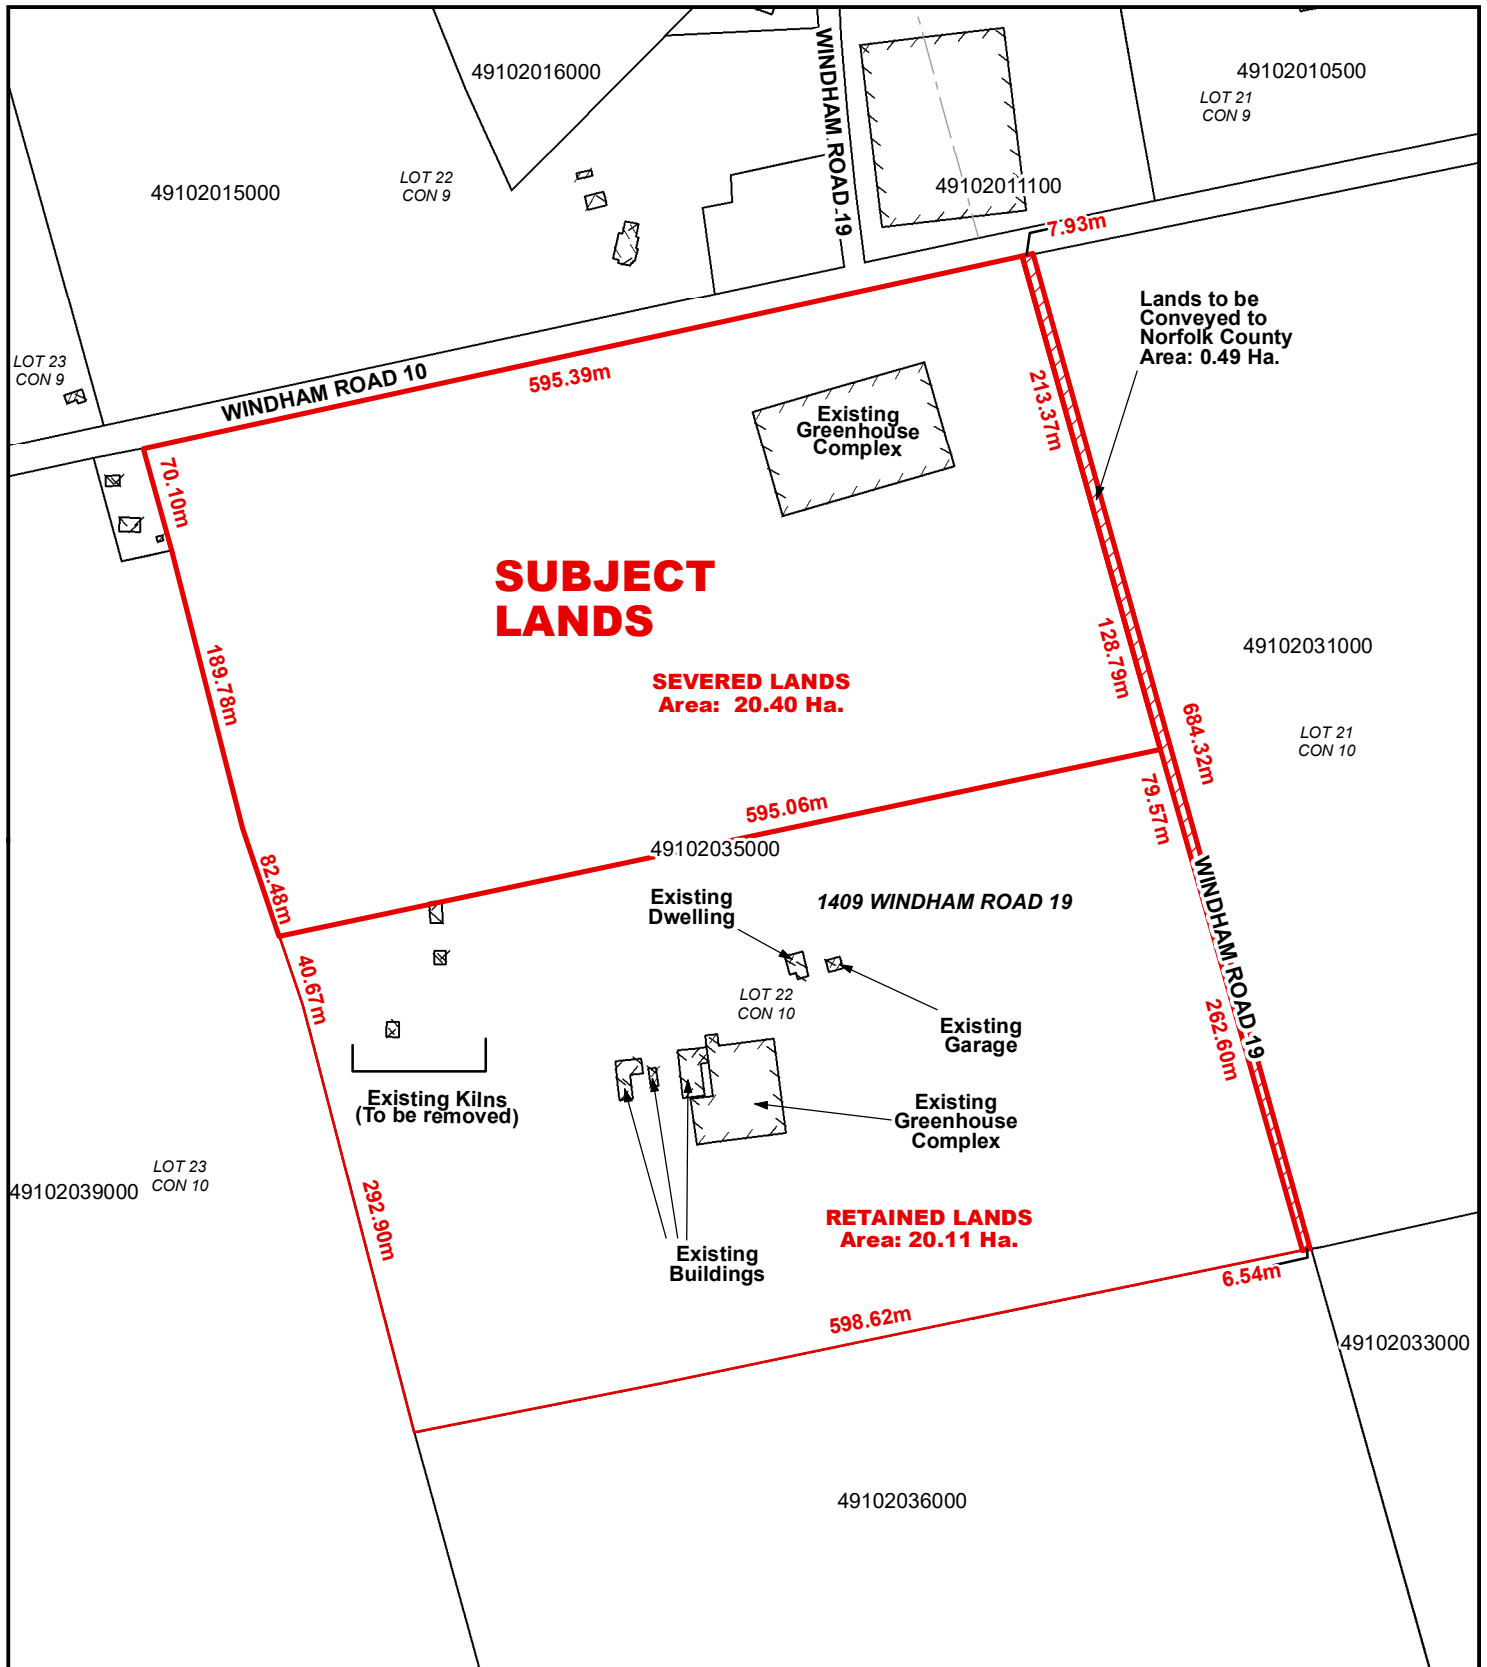 49102016000
WINDHAM ROAD 19
49102010500
LOT 21
CON 9
49102015000
LOT 22
CON 9
49102011100
7.93m
Lands to be
Conveyed to
Norfolk County
Area: 0.49 Ha.
LOT 23
CON 9
WINDHAM ROAD 10
595.39m
213.37m
Existing
Greenhouse
Complex
70.10m
SUBJECT
LANDS
189.78m
128.79m
49102031000
SEVERED LANDS
Area: 20.40 Ha.
684.32m
LOT 21
CON 10
595.06m
79.57m
49102035000
82.48m
Existing
Dwelling
1409 WINDHAM ROAD 19
WINDHAM ROAD 19
40.67m
LOT 22
CON 10
262.60m
Existing
Garage
Existing Kilns
(To be removed)
Existing
Greenhouse
Complex
49102039000
LOT 23
CON 10
292.90m
RETAINED LANDS
Area: 20.11 Ha.
Existing
Buildings
6.54m
598.62m
49102033000
49102036000